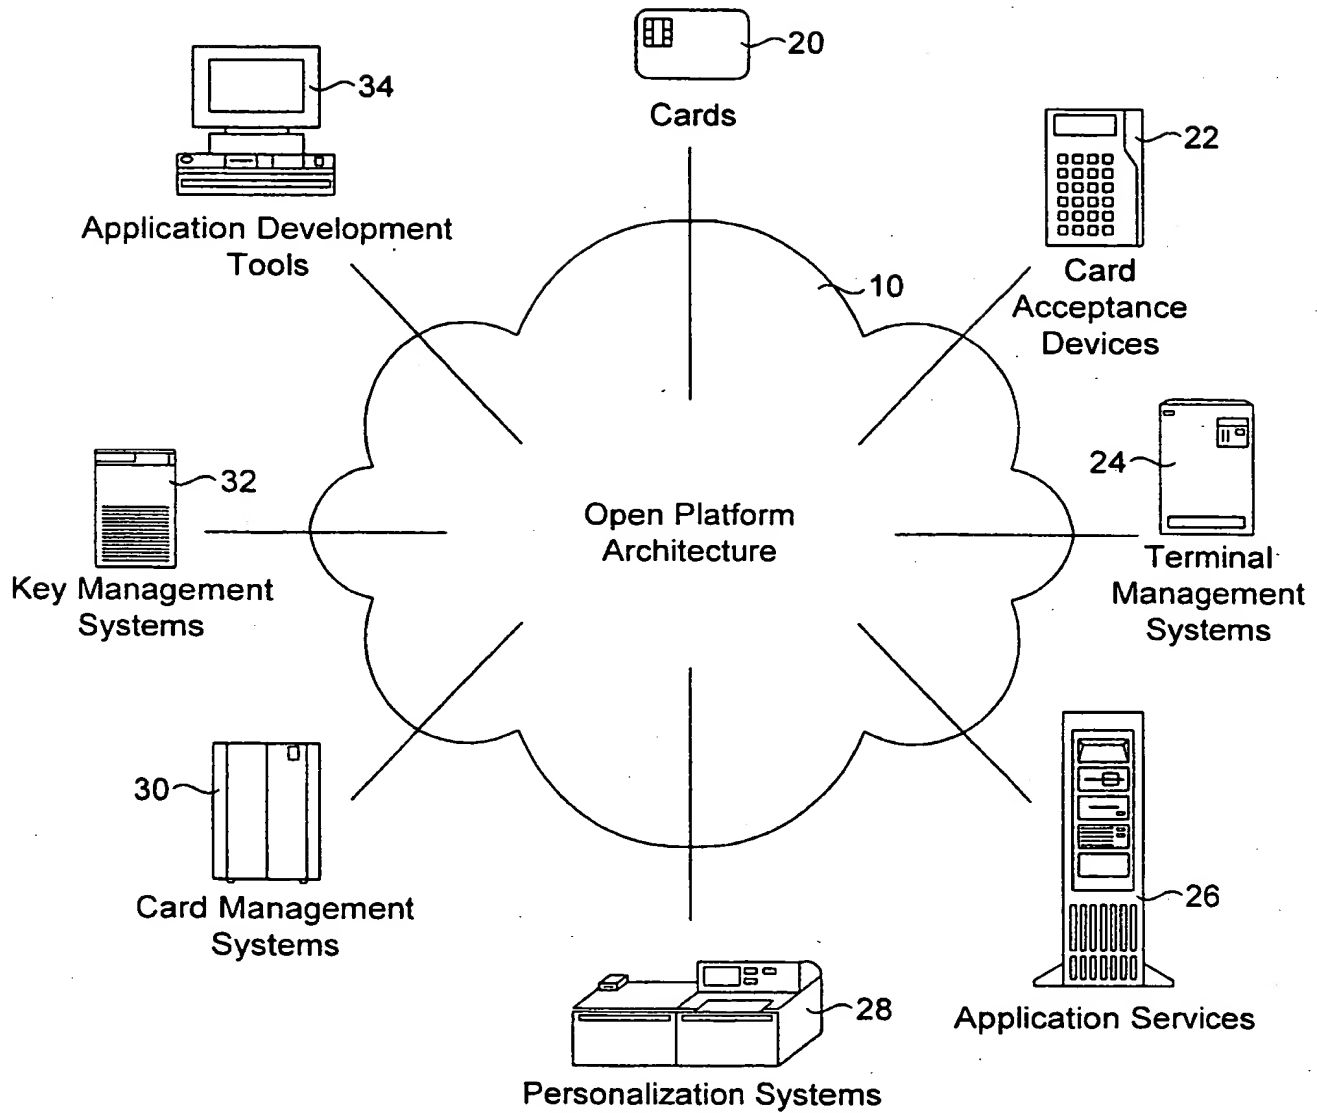 20
Cards
34
Application Development
Tools
22
Card
Acceptance
Devices
10
24
Terminal
Management
Systems
32
Key Management
Systems
Open Platform
Architecture
30
Card Management
Systems
26
Application Services
28
Personalization Systems